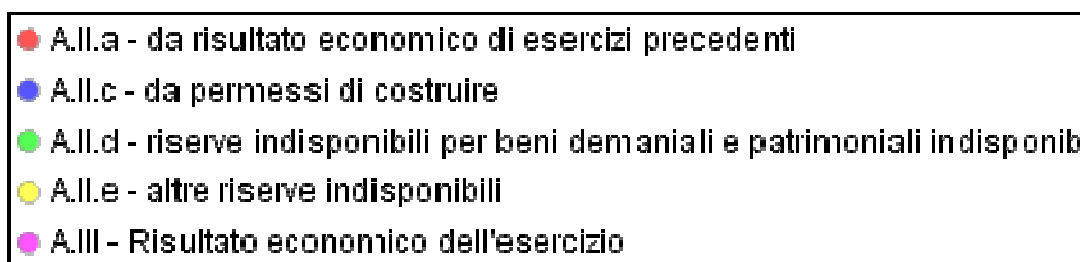 A.II.a - da risultato economico di esercizi precedenti
A.II.c - da permessi di costruire
A.II.d - riserve indisponibili per beni demaniali e patrimoniali indisponib
A.II.e - altre riserve indisponibili
A.III - Risultato economico dell'esercizio